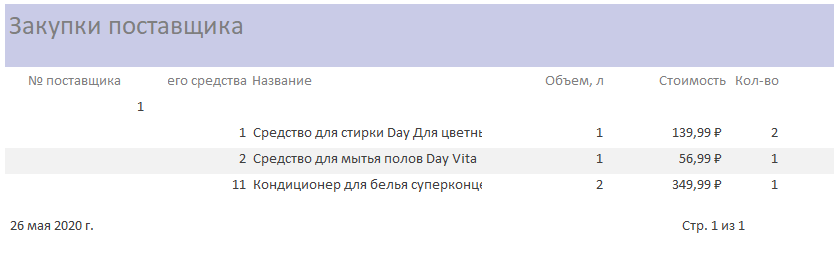 Закупки поставщика
№ поставщика его средства Название Объем, л Стоимость Кол-во
1
1 Средство для стирки Day Для цветны 1 139,99 ₽ 2
2 Средство для мытья полов Day Vita 1 56,99 ₽ 1
11 Кондиционер для белья суперконце 2 349,99 ₽ 1
26 мая 2020 г. Стр. 1 из 1